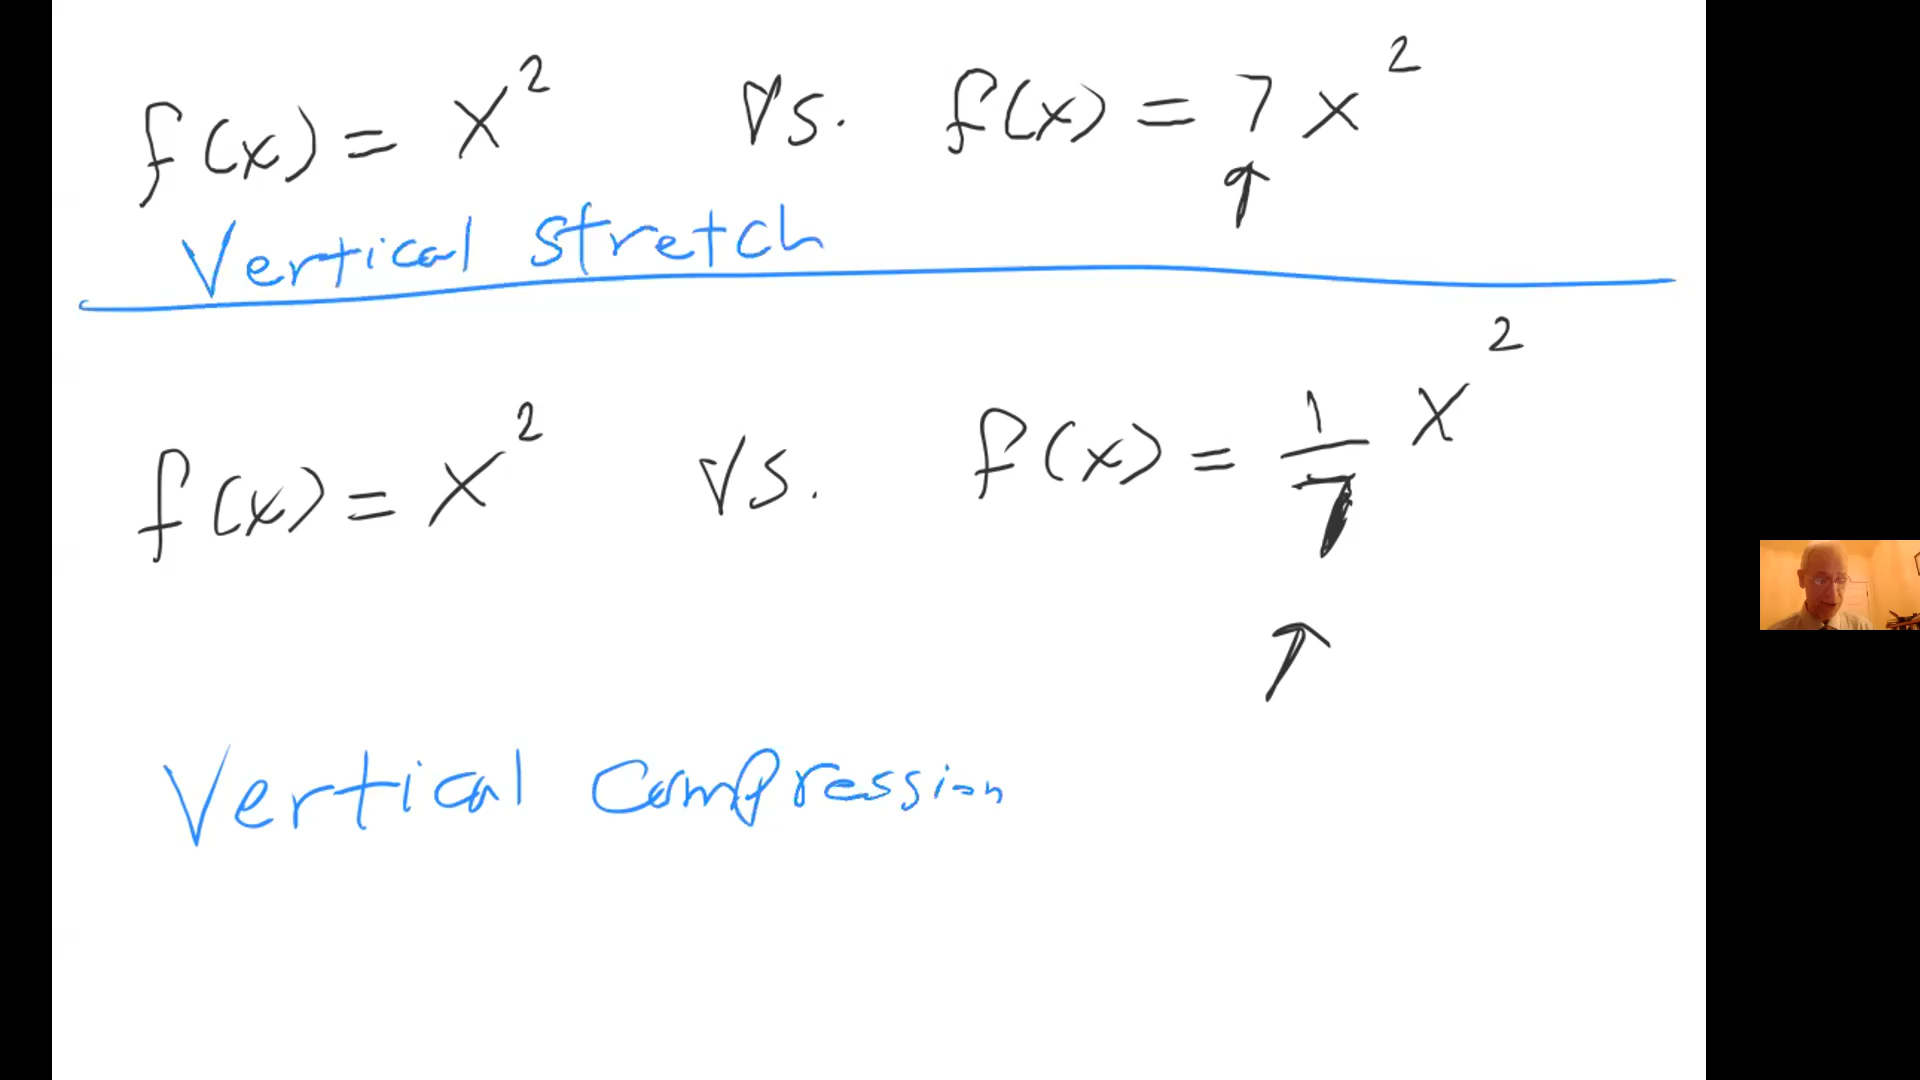 f(x) = x² vs. f(x) = 7x²
Vertical stretch
f(x) = x² vs. f(x) = 1/7 x²
Vertical compression